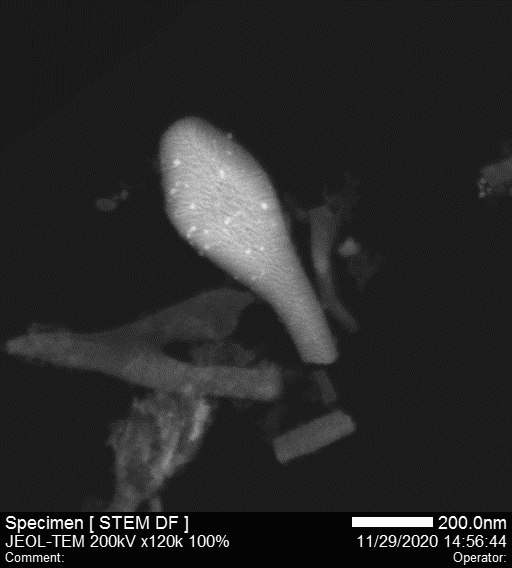 Specimen [ STEM DF ] 200.0nm
JEOL-TEM 200kV x120k 100% 11/29/2020 14:56:44
Comment: Operator: